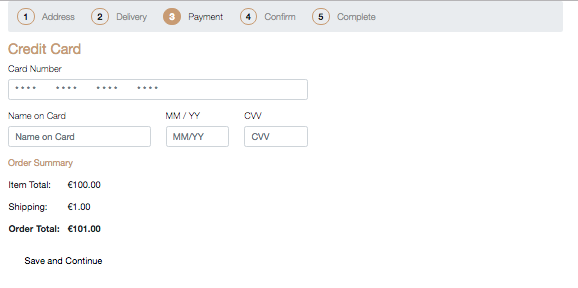 1 Address 2 Delivery 3 Payment 4 Confirm 5 Complete
Credit Card
Card Number
**** **** **** ****
Name on Card MM / YY CVV
Name on Card MM/YY CVV
Order Summary
Item Total: €100.00
Shipping: €1.00
Order Total: €101.00
Save and Continue